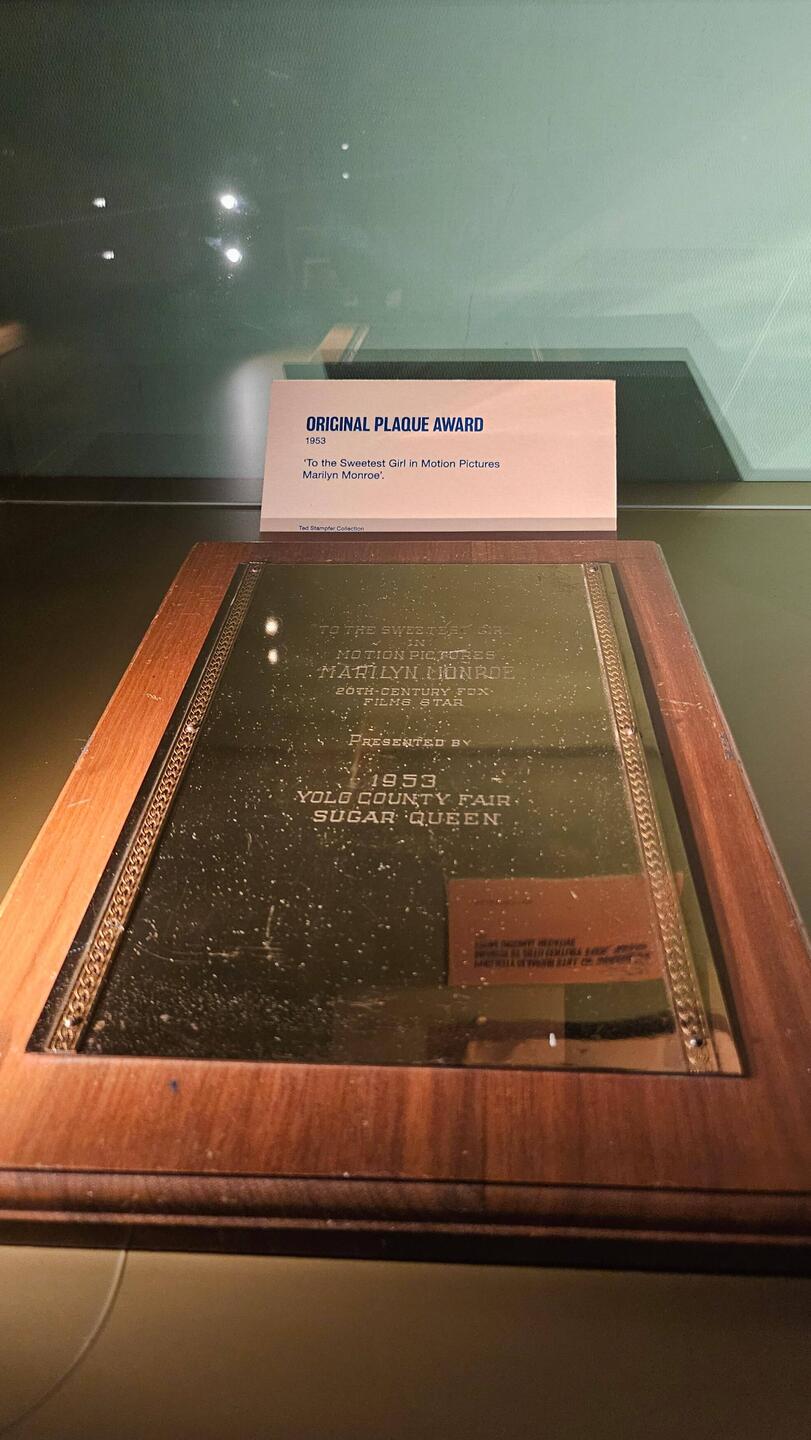 ORIGINAL PLAQUE AWARD
1953
'To the Sweetest Girl in Motion Pictures
Marilyn Monroe'.
Ted Stampfer Collection
TO THE SWEETEST GIRL
IN
MOTION PICTURES
MARILYN MONROE
20TH-CENTURY FOX
FILMS STAR
PRESENTED BY
1953
YOLO COUNTY FAIR
SUGAR QUEEN